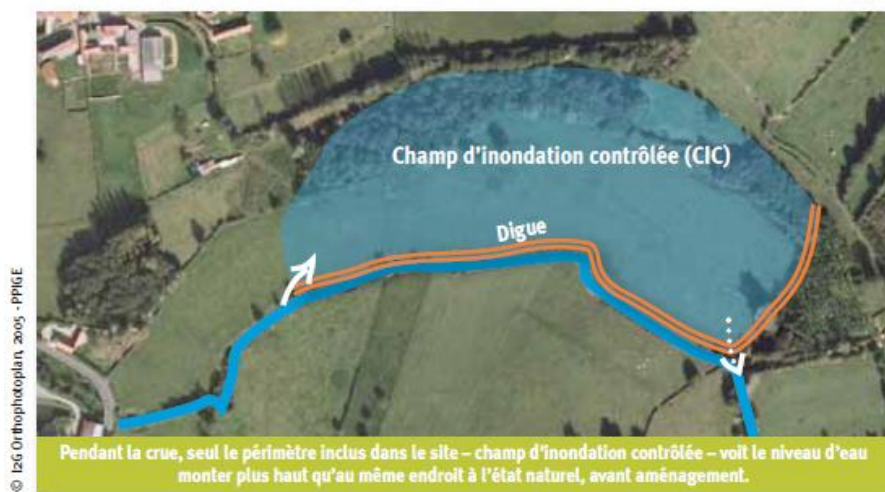 Champ d'inondation contrôlée (CIC)
Digue
© I2G Orthophotoplan, 2005 - PPIGE
Pendant la crue, seul le périmètre inclus dans le site – champ d'inondation contrôlée – voit le niveau d'eau
monter plus haut qu'au même endroit à l'état naturel, avant aménagement.